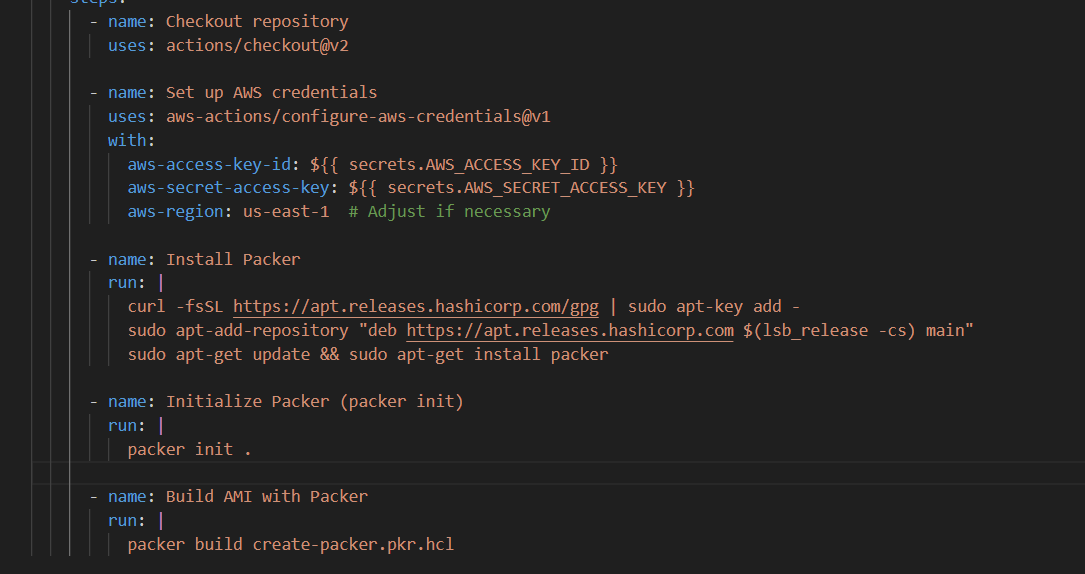 steps:
- name: Checkout repository
uses: actions/checkout@v2
- name: Set up AWS credentials
uses: aws-actions/configure-aws-credentials@v1
with:
aws-access-key-id: ${{ secrets.AWS_ACCESS_KEY_ID }}
aws-secret-access-key: ${{ secrets.AWS_SECRET_ACCESS_KEY }}
aws-region: us-east-1  # Adjust if necessary
- name: Install Packer
run: |
curl -fsSL https://apt.releases.hashicorp.com/gpg | sudo apt-key add -
sudo apt-add-repository "deb https://apt.releases.hashicorp.com $(lsb_release -cs) main"
sudo apt-get update && sudo apt-get install packer
- name: Initialize Packer (packer init)
run: |
packer init .
- name: Build AMI with Packer
run: |
packer build create-packer.pkr.hcl